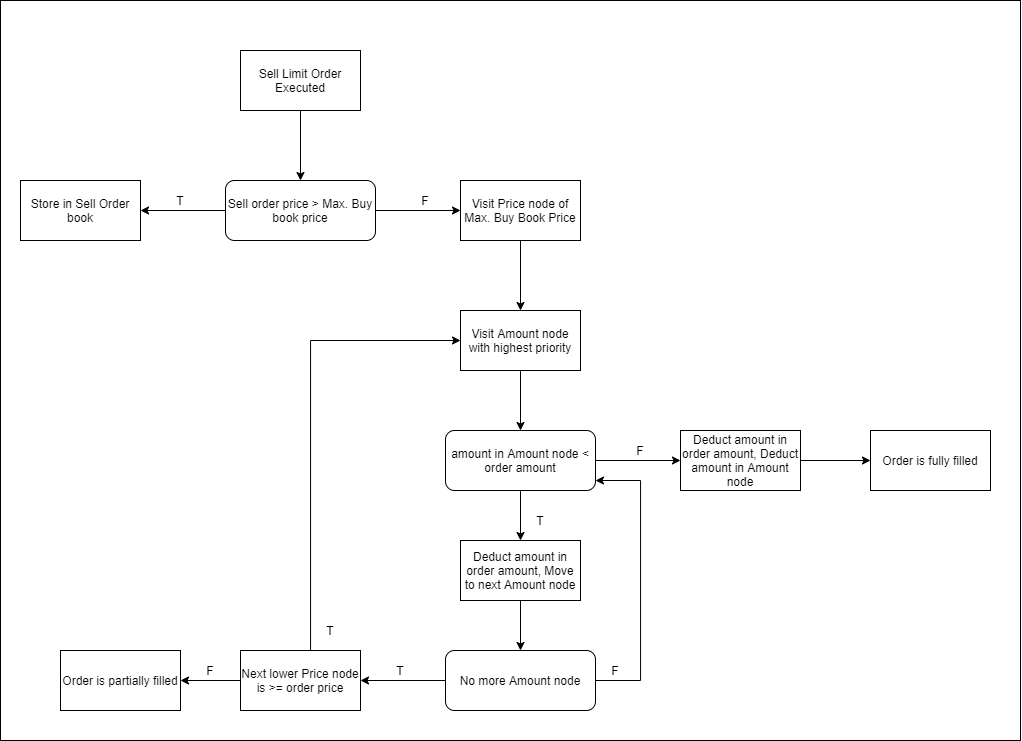 Sell Limit Order
Executed
Store in Sell Order
book
T
Sell order price > Max. Buy
book price
F
Visit Price node of
Max. Buy Book Price
Visit Amount node
with highest priority
amount in Amount node <
order amount
F
Deduct amount in
order amount, Deduct
amount in Amount
node
Order is fully filled
T
Deduct amount in
order amount, Move
to next Amount node
T
Order is partially filled
F
Next lower Price node
is >= order price
T
No more Amount node
F